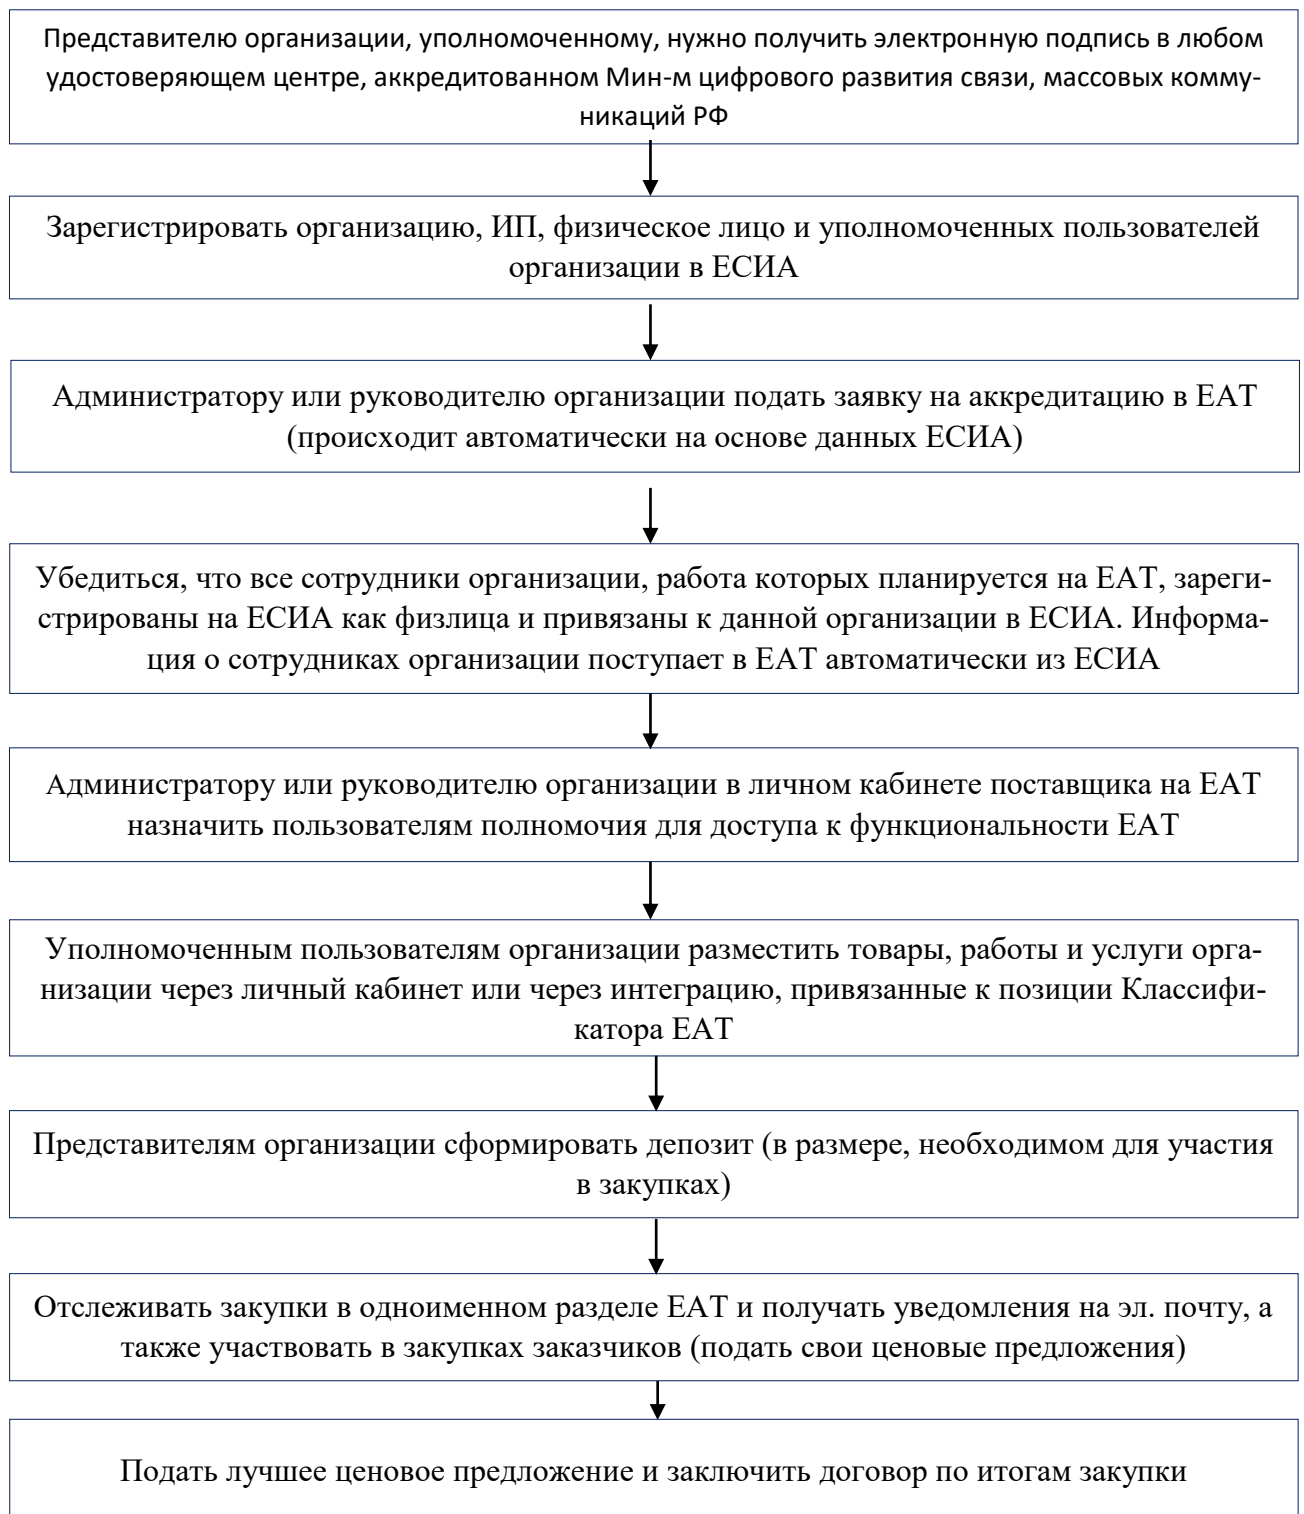 Представителю организации, уполномоченному, нужно получить электронную подпись в любом
удостоверяющем центре, аккредитованном Мин-м цифрового развития связи, массовых комму-
никаций РФ
Зарегистрировать организацию, ИП, физическое лицо и уполномоченных пользователей
организации в ЕСИА
Администратору или руководителю организации подать заявку на аккредитацию в ЕАТ
(происходит автоматически на основе данных ЕСИА)
Убедиться, что все сотрудники организации, работа которых планируется на ЕАТ, зареги-
стрированы на ЕСИА как физлица и привязаны к данной организации в ЕСИА. Информа-
ция о сотрудниках организации поступает в ЕАТ автоматически из ЕСИА
Администратору или руководителю организации в личном кабинете поставщика на ЕАТ
назначить пользователям полномочия для доступа к функциональности ЕАТ
Уполномоченным пользователям организации разместить товары, работы и услуги орга-
низации через личный кабинет или через интеграцию, привязанные к позиции Классифи-
катора ЕАТ
Представителям организации сформировать депозит (в размере, необходимом для участия
в закупках)
Отслеживать закупки в одноименном разделе ЕАТ и получать уведомления на эл. почту, а
также участвовать в закупках заказчиков (подать свои ценовые предложения)
Подать лучшее ценовое предложение и заключить договор по итогам закупки